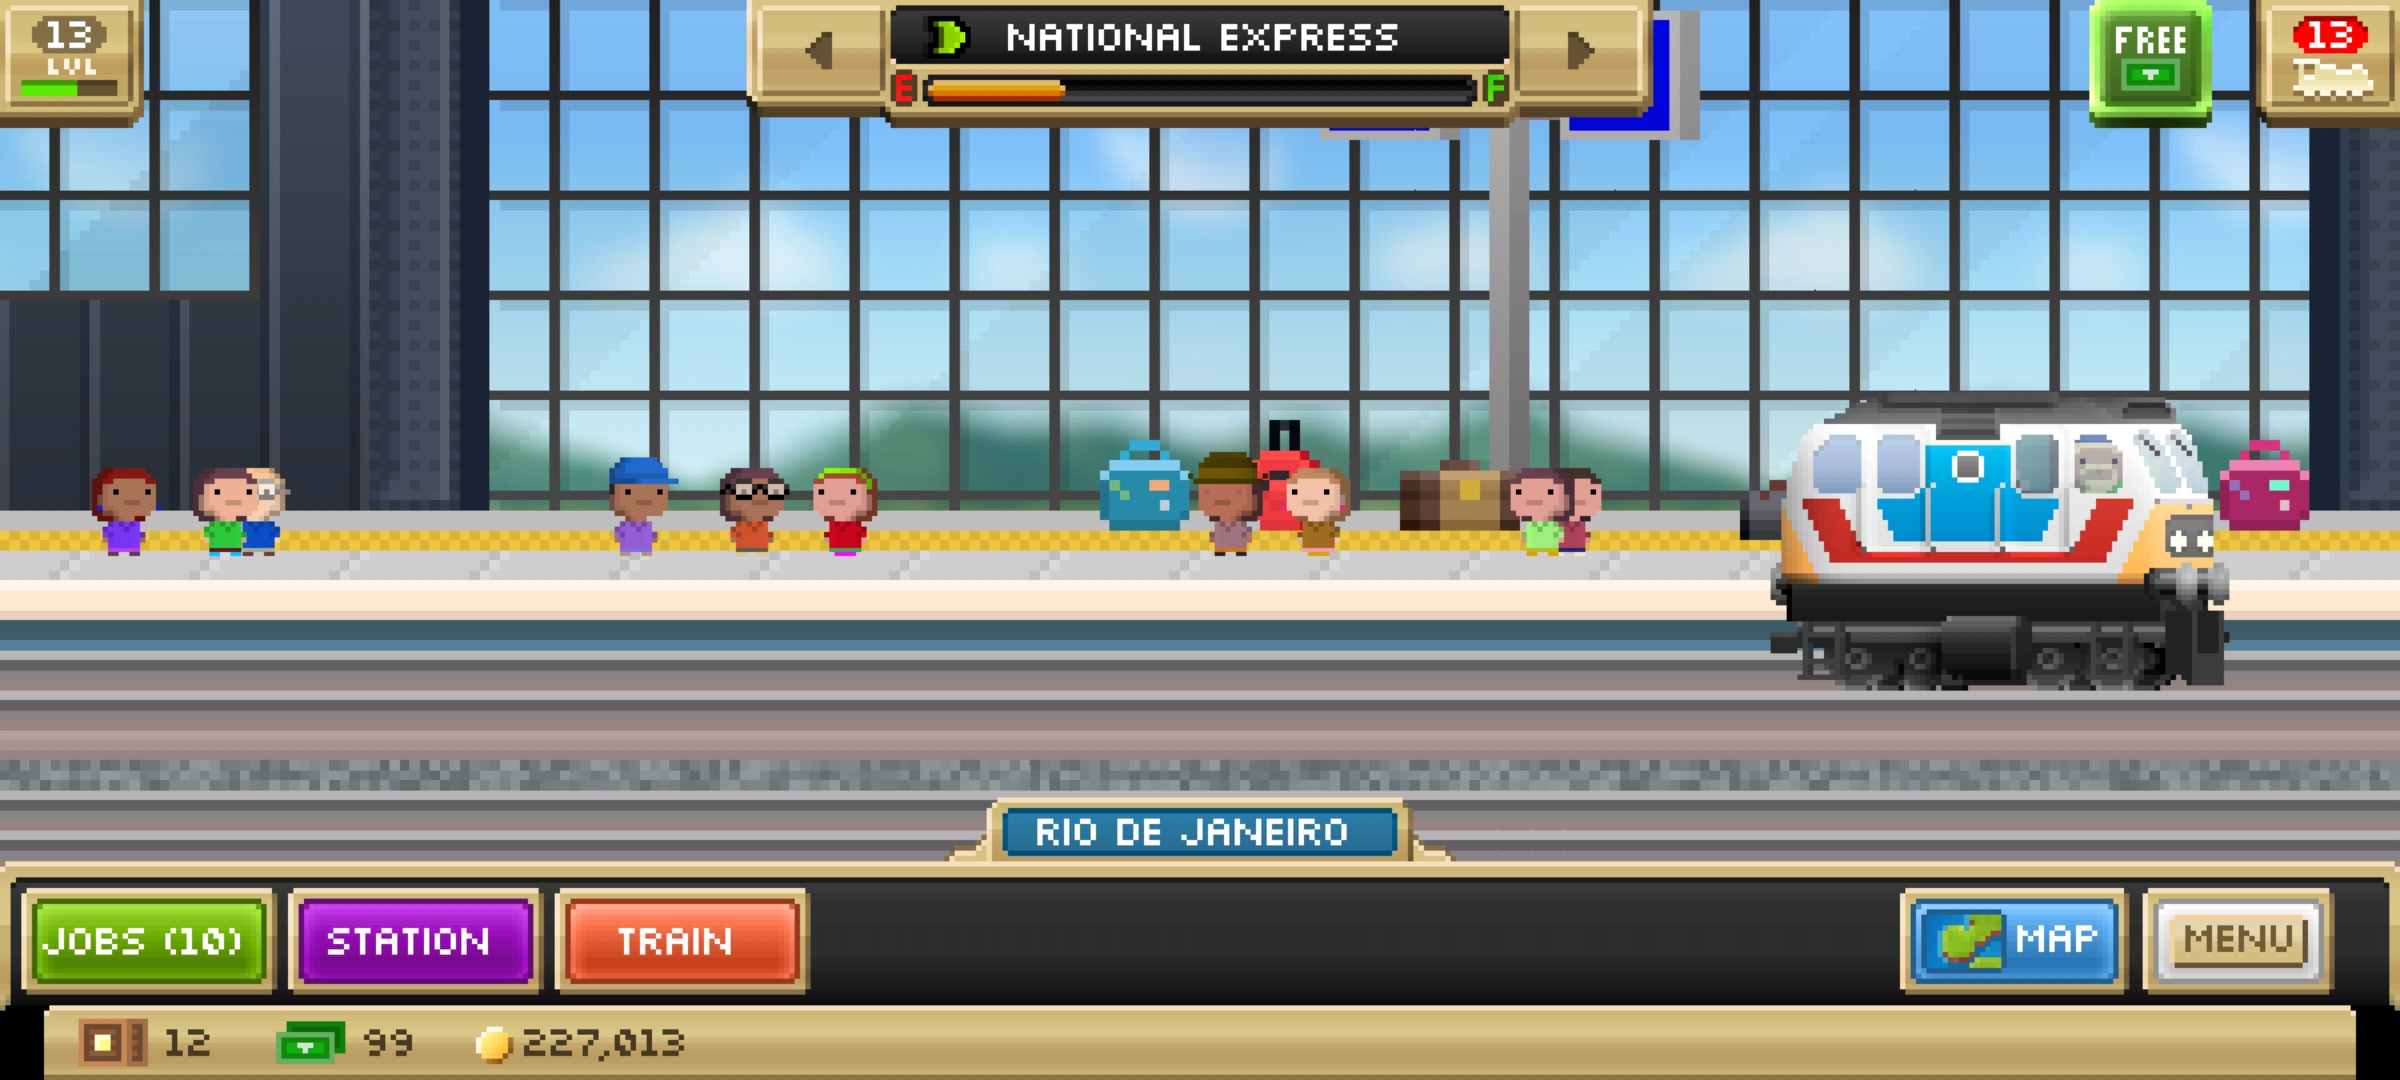 13
LVL
NATIONAL EXPRESS
E F
FREE
13
RIO DE JANEIRO
JOBS (10)
STATION
TRAIN
MAP
MENU
12
99
227,013